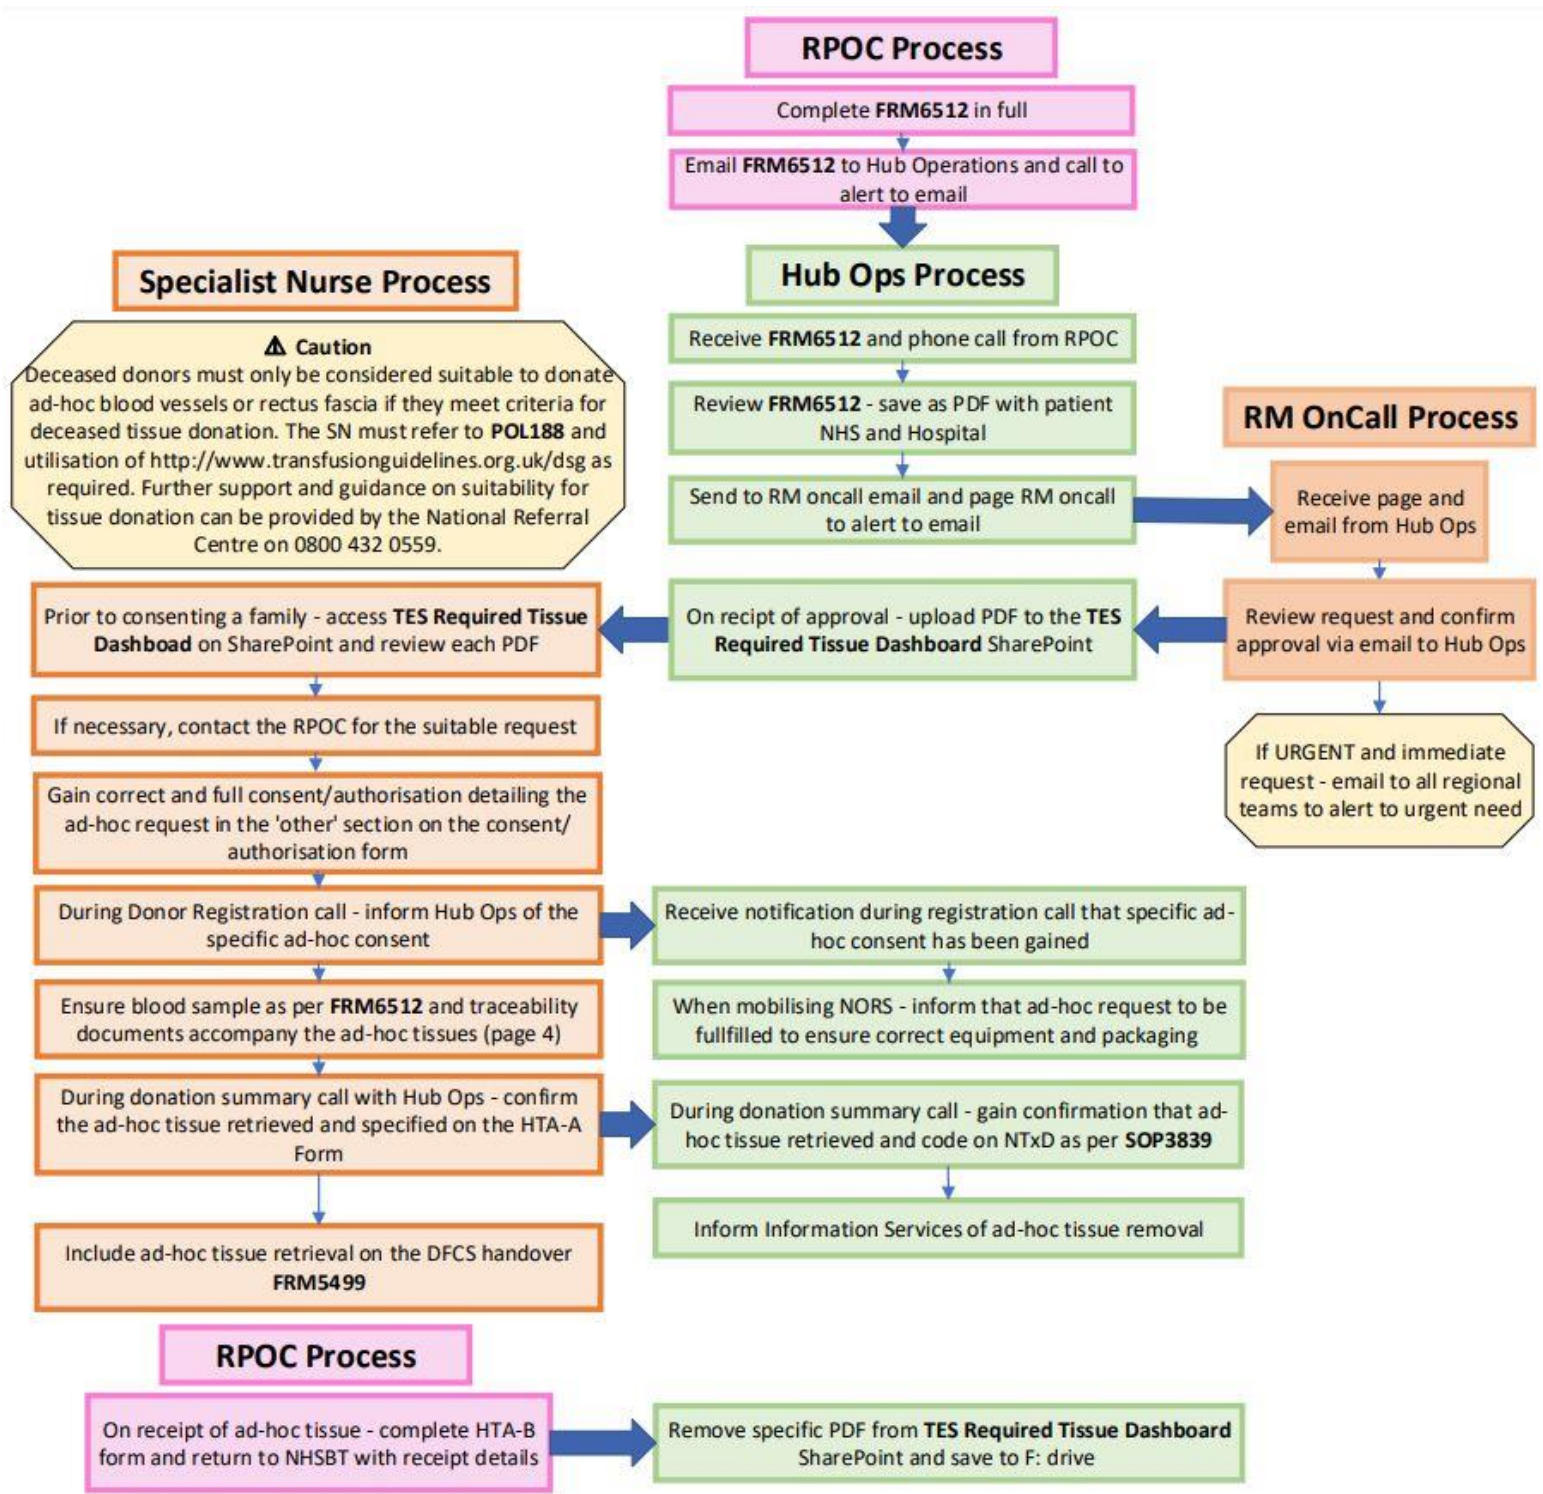 RPOC Process
Complete FRM6512 in full
Email FRM6512 to Hub Operations and call to
alert to email
Hub Ops Process
Receive FRM6512 and phone call from RPOC
Review FRM6512 - save as PDF with patient
NHS and Hospital
Send to RM oncall email and page RM oncall
to alert to email
RM OnCall Process
Receive page and
email from Hub Ops
Review request and confirm
approval via email to Hub Ops
If URGENT and immediate
request - email to all regional
teams to alert to urgent need
On recipt of approval - upload PDF to the TES
Required Tissue Dashboard SharePoint
Specialist Nurse Process
⚠ Caution
Deceased donors must only be considered suitable to donate
ad-hoc blood vessels or rectus fascia if they meet criteria for
deceased tissue donation. The SN must refer to POL188 and
utilisation of http://www.transfusionguidelines.org.uk/dsg as
required. Further support and guidance on suitability for
tissue donation can be provided by the National Referral
Centre on 0800 432 0559.
Prior to consenting a family - access TES Required Tissue
Dashboad on SharePoint and review each PDF
If necessary, contact the RPOC for the suitable request
Gain correct and full consent/authorisation detailing the
ad-hoc request in the 'other' section on the consent/
authorisation form
During Donor Registration call - inform Hub Ops of the
specific ad-hoc consent
Receive notification during registration call that specific ad-
hoc consent has been gained
Ensure blood sample as per FRM6512 and traceability
documents accompany the ad-hoc tissues (page 4)
When mobilising NORS - inform that ad-hoc request to be
fullfilled to ensure correct equipment and packaging
During donation summary call with Hub Ops - confirm
the ad-hoc tissue retrieved and specified on the HTA-A
Form
During donation summary call - gain confirmation that ad-
hoc tissue retrieved and code on NTxD as per SOP3839
Inform Information Services of ad-hoc tissue removal
Include ad-hoc tissue retrieval on the DFCS handover
FRM5499
RPOC Process
On receipt of ad-hoc tissue - complete HTA-B
form and return to NHSBT with receipt details
Remove specific PDF from TES Required Tissue Dashboard
SharePoint and save to F: drive